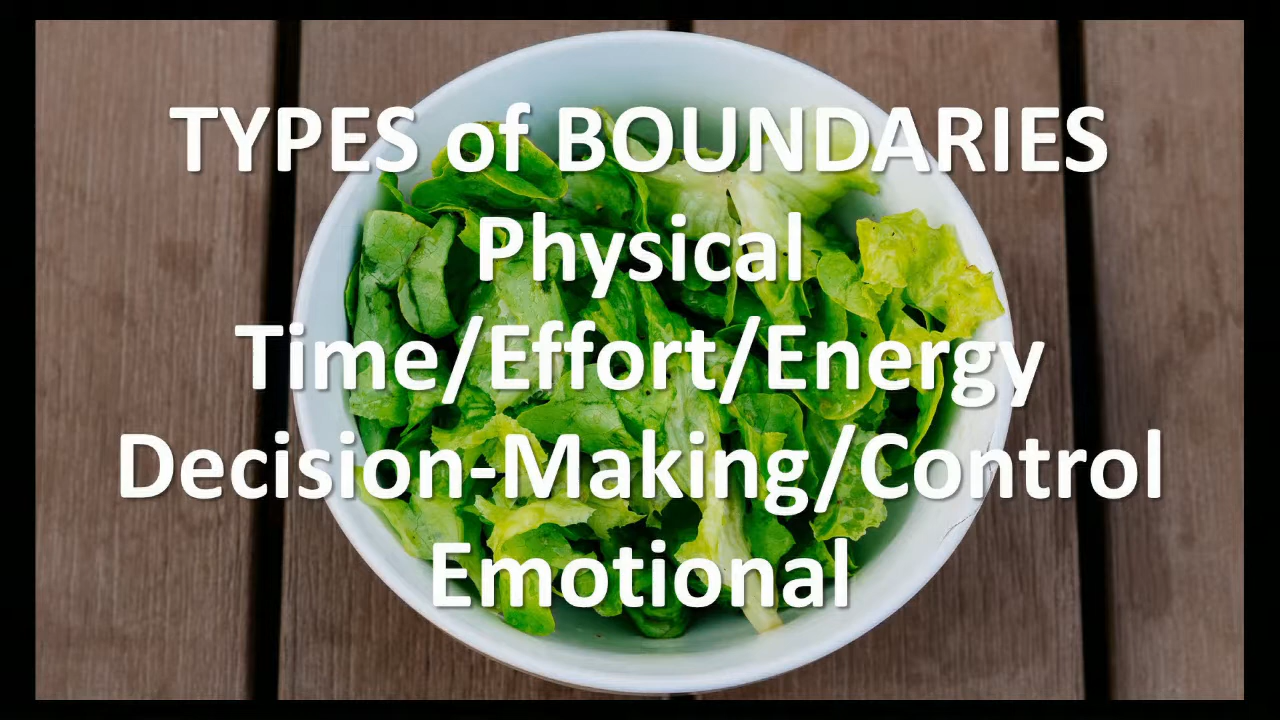 TYPES of BOUNDARIES
Physical
Time/Effort/Energy
Decision-Making/Control
Emotional